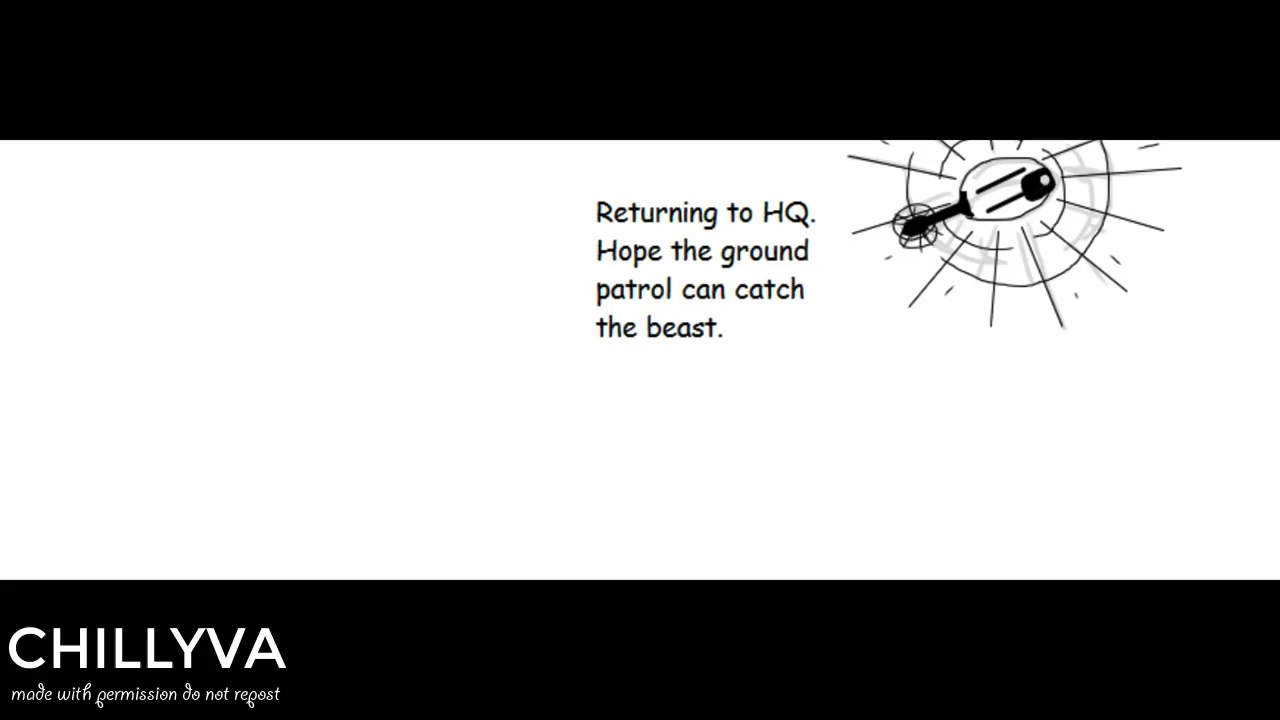 Returning to HQ.
Hope the ground
patrol can catch
the beast.
CHILLYVA
made with permission do not repost